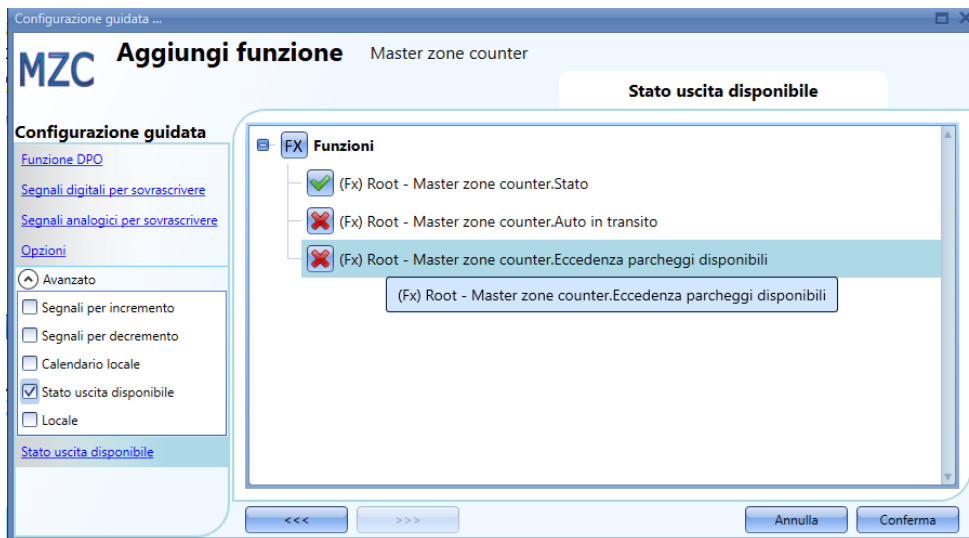 Configurazione guidata ...
MZC
Aggiungi funzione
Master zone counter
Stato uscita disponibile
Configurazione guidata
Funzione DPO
Segnali digitali per sovrascrivere
Segnali analogici per sovrascrivere
Opzioni
Avanzato
Segnali per incremento
Segnali per decremento
Calendario locale
Stato uscita disponibile
Locale
Stato uscita disponibile
FX Funzioni
(Fx) Root - Master zone counter.Stato
(Fx) Root - Master zone counter.Auto in transito
(Fx) Root - Master zone counter.Eccedenza parcheggi disponibili
(Fx) Root - Master zone counter.Eccedenza parcheggi disponibili
<<<
>>>
Annulla
Conferma